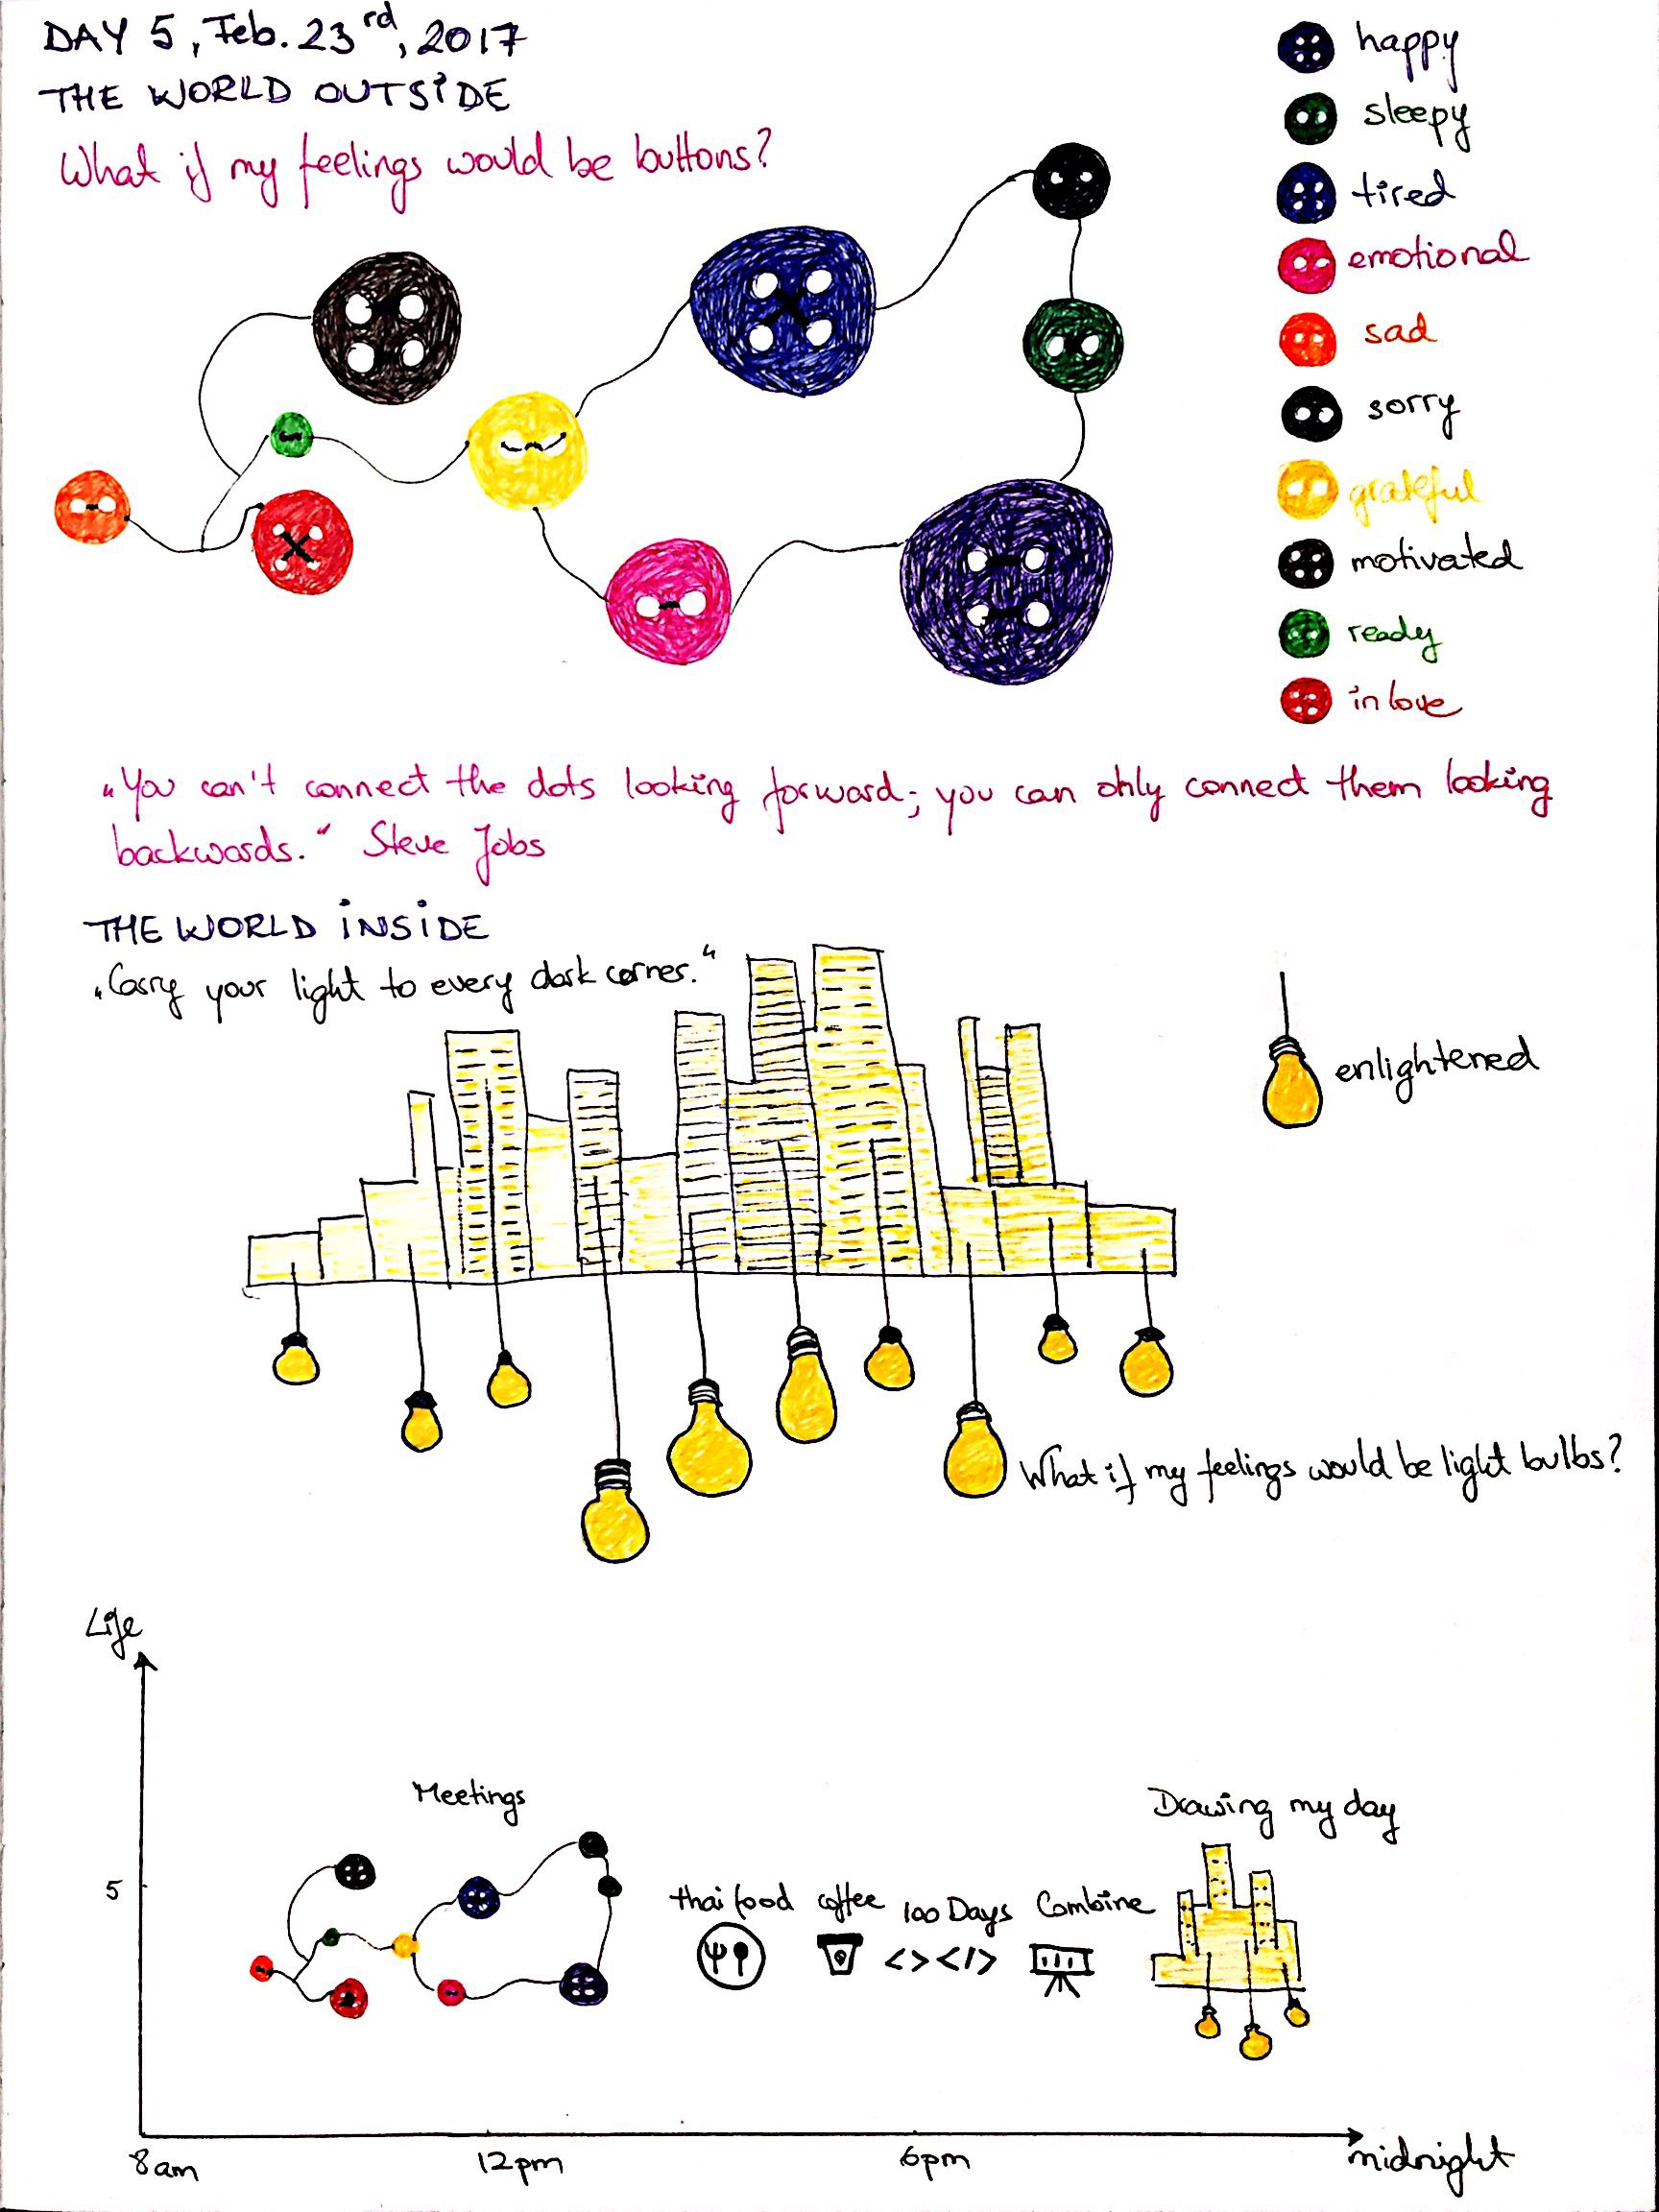 DAY 5, Feb. 23rd, 2017
THE WORLD OUTSIDE
What if my feelings would be buttons?
happy
sleepy
tired
emotional
sad
sorry
grateful
motivated
ready
in love
„You can't connect the dots looking forward; you can only connect them looking
backwards.“ Steve Jobs
THE WORLD INSIDE
„Carry your light to every dark corner.“
enlightened
What if my feelings would be light bulbs?
Life
Meetings
Drawing my day
5
thai food coffee 100 Days Combine
<></>
8am 12pm 6pm midnight